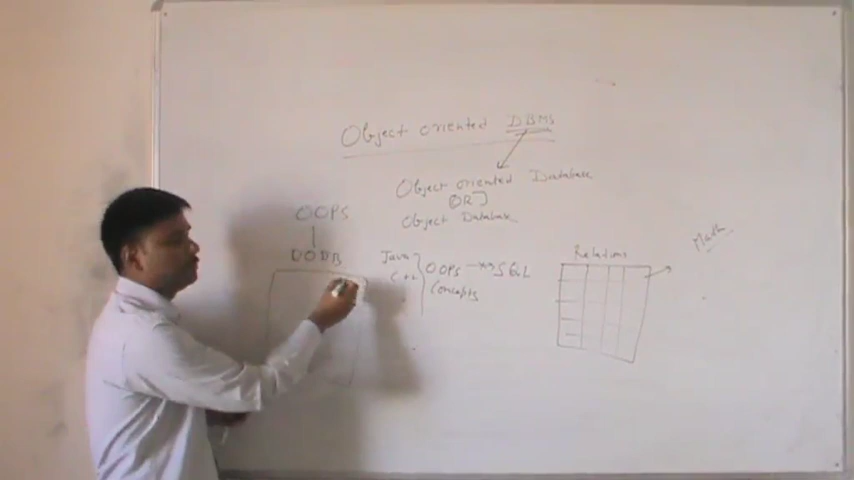 Object oriented DBMS
Object oriented Database
[OR]
Object Database
OOPS
OODB
Java
C++
OOPS → SQL
Concepts
Relations
Math